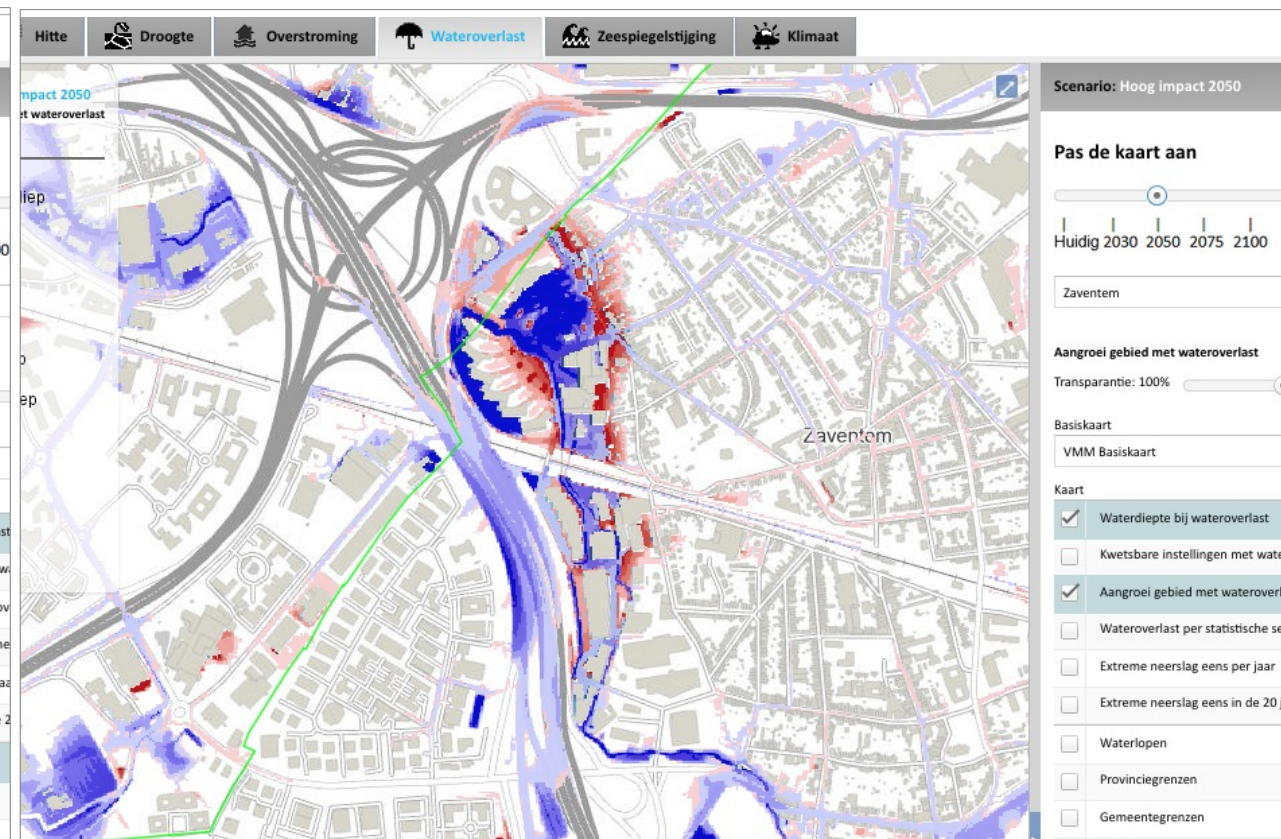 Hitte
Droogte
Overstroming
Wateroverlast
Zeespiegelstijging
Klimaat
mpact 2050
t wateroverlast
iep
ep
Zaventem
Scenario: Hoog impact 2050
Pas de kaart aan
Huidig 2030 2050 2075 2100
Zaventem
Aangroei gebied met wateroverlast
Transparantie: 100%
Basiskaart
VMM Basiskaart
Kaart
Waterdiepte bij wateroverlast
Kwetsbare instellingen met wate
Aangroei gebied met wateroverl
Wateroverlast per statistische se
Extreme neerslag eens per jaar
Extreme neerslag eens in de 20 j
Waterlopen
Provinciegrenzen
Gemeentegrenzen